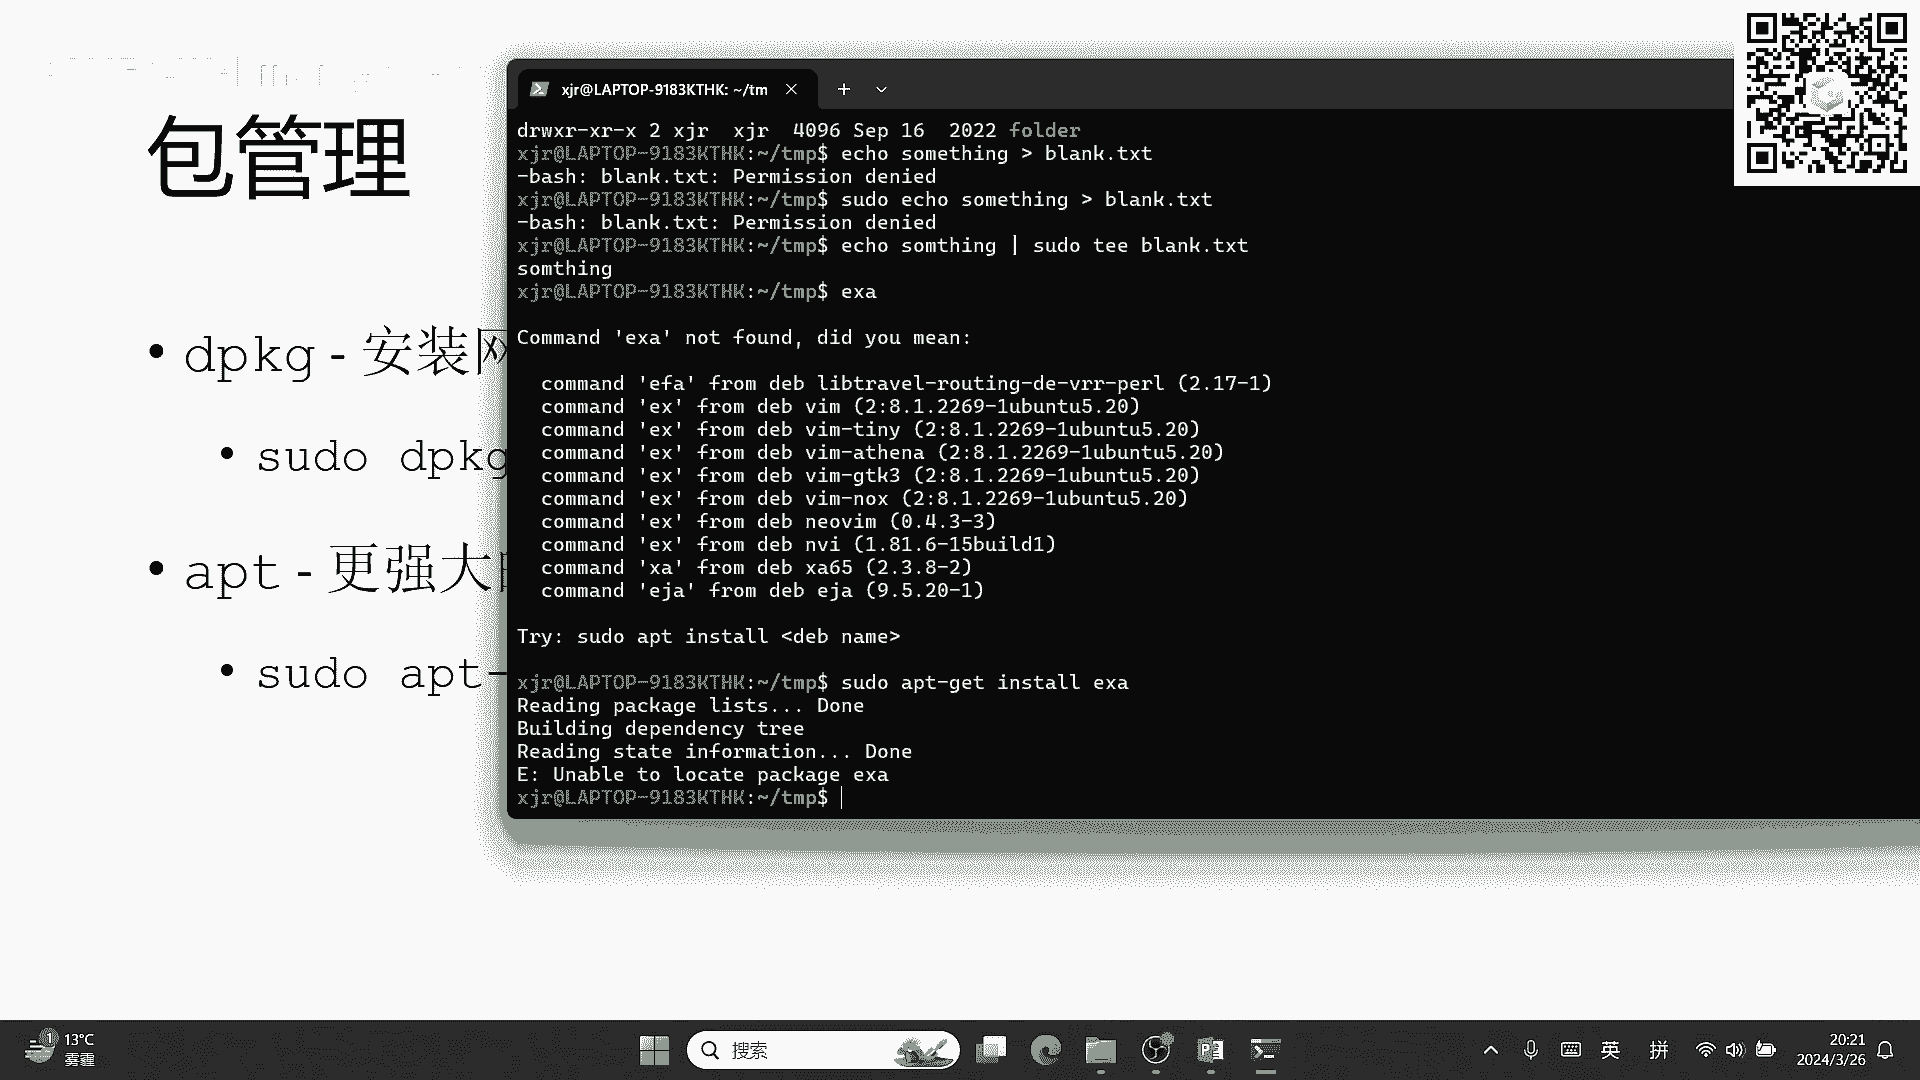 包管理
• dpkg - 安装
• sudo dpkg
• apt - 更强大
• sudo apt-
xjr@LAPTOP-9183KTHK: ~/tm
drwxr-xr-x 2 xjr  xjr  4096 Sep 16  2022 folder
xjr@LAPTOP-9183KTHK:~/tmp$ echo something > blank.txt
-bash: blank.txt: Permission denied
xjr@LAPTOP-9183KTHK:~/tmp$ sudo echo something > blank.txt
-bash: blank.txt: Permission denied
xjr@LAPTOP-9183KTHK:~/tmp$ echo somthing | sudo tee blank.txt
somthing
xjr@LAPTOP-9183KTHK:~/tmp$ exa
Command 'exa' not found, did you mean:
command 'efa' from deb libtravel-routing-de-vrr-perl (2.17-1)
command 'ex' from deb vim (2:8.1.2269-1ubuntu5.20)
command 'ex' from deb vim-tiny (2:8.1.2269-1ubuntu5.20)
command 'ex' from deb vim-athena (2:8.1.2269-1ubuntu5.20)
command 'ex' from deb vim-gtk3 (2:8.1.2269-1ubuntu5.20)
command 'ex' from deb vim-nox (2:8.1.2269-1ubuntu5.20)
command 'ex' from deb neovim (0.4.3-3)
command 'ex' from deb nvi (1.81.6-15build1)
command 'xa' from deb xa65 (2.3.8-2)
command 'eja' from deb eja (9.5.20-1)
Try: sudo apt install <deb name>
xjr@LAPTOP-9183KTHK:~/tmp$ sudo apt-get install exa
Reading package lists... Done
Building dependency tree
Reading state information... Done
E: Unable to locate package exa
xjr@LAPTOP-9183KTHK:~/tmp$
1
13°C
雾霾
搜索
英
拼
20:21
2024/3/26